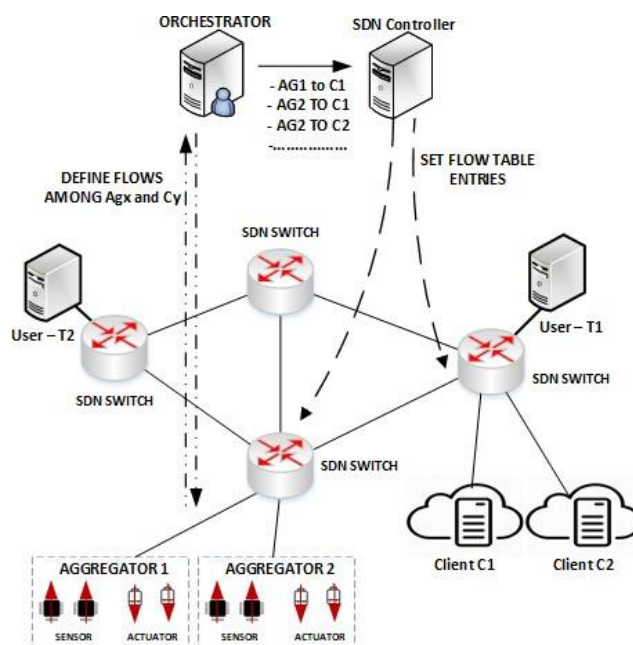 ORCHESTRATOR
SDN Controller
- AG1 to C1
- AG2 TO C1
- AG2 TO C2
-................
DEFINE FLOWS
AMONG Agx and Cy
SET FLOW TABLE
ENTRIES
SDN SWITCH
User – T2
User – T1
SDN SWITCH
SDN SWITCH
SDN SWITCH
Client C1
Client C2
AGGREGATOR 1
SENSOR
ACTUATOR
AGGREGATOR 2
SENSOR
ACTUATOR